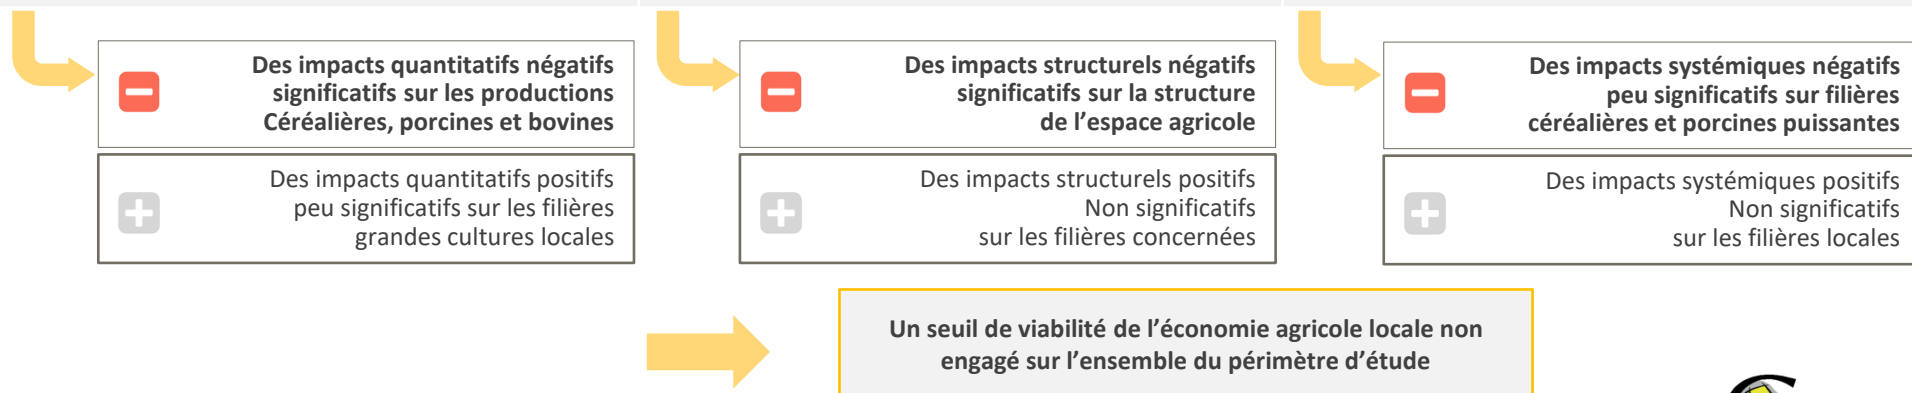 Des impacts quantitatifs négatifs
significatifs sur les productions
Céréalières, porcines et bovines
Des impacts quantitatifs positifs
peu significatifs sur les filières
grandes cultures locales
Des impacts structurels négatifs
significatifs sur la structure
de l’espace agricole
Des impacts structurels positifs
Non significatifs
sur les filières concernées
Des impacts systémiques négatifs
peu significatifs sur filières
céréalières et porcines puissantes
Des impacts systémiques positifs
Non significatifs
sur les filières locales
Un seuil de viabilité de l’économie agricole locale non
engagé sur l’ensemble du périmètre d’étude